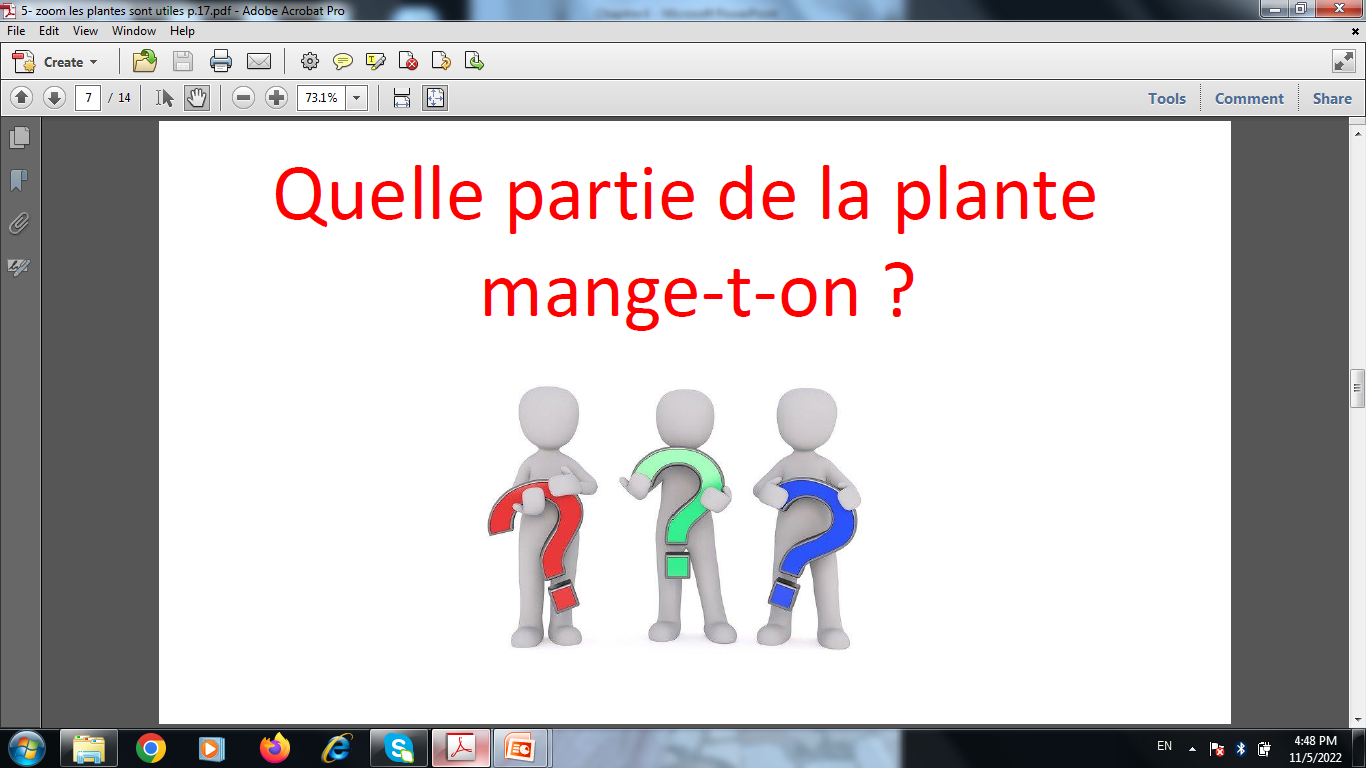 5- zoom les plantes sont utiles p.17.pdf - Adobe Acrobat Pro
File Edit View Window Help
Create
7 / 14 73.1% Tools Comment Share
Quelle partie de la plante
mange-t-on ?
EN 4:48 PM
11/5/2022